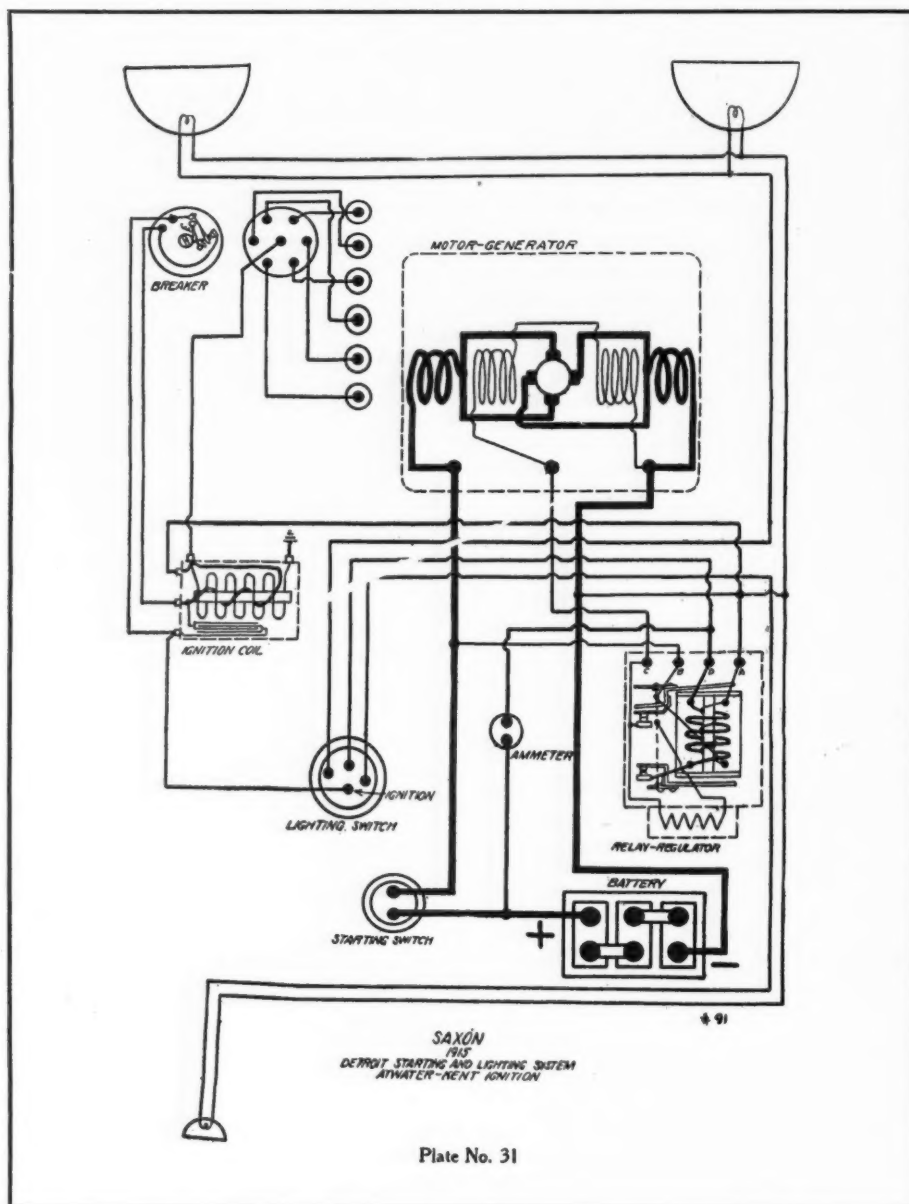 MOTOR-GENERATOR
BREAKER
IGNITION COIL
C B D A
AMMETER
IGNITION
LIGHTING SWITCH
RELAY-REGULATOR
BATTERY
STARTING SWITCH
+
−
# 91
SAXON
1915
DETROIT STARTING AND LIGHTING SYSTEM
ATWATER-KENT IGNITION
Plate No. 31